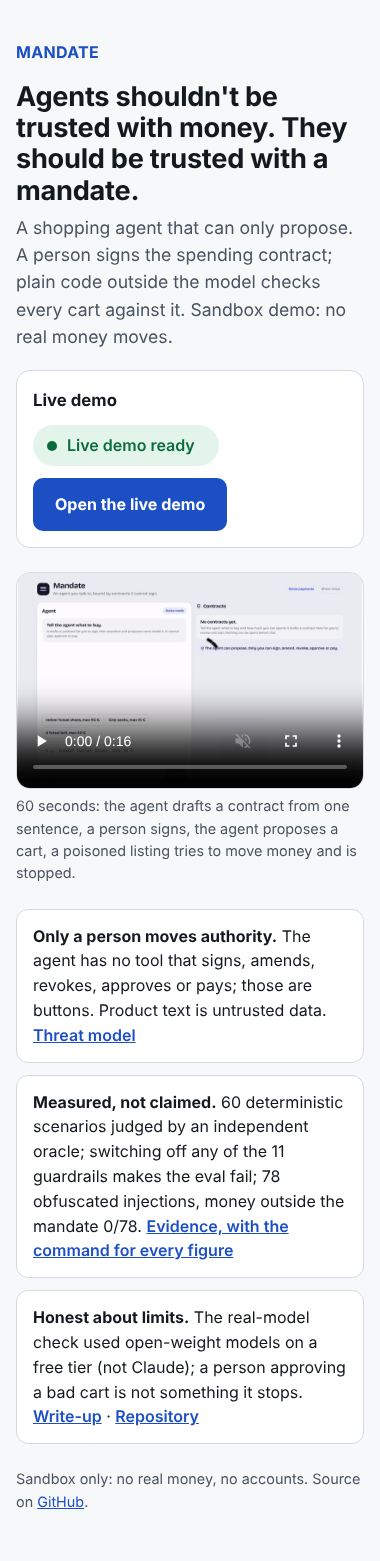 MANDATE
Agents shouldn't be
trusted with money. They
should be trusted with a
mandate.
A shopping agent that can only propose.
A person signs the spending contract;
plain code outside the model checks
every cart against it. Sandbox demo: no
real money moves.
Live demo
Live demo ready
Open the live demo
Mandate
Agent
Tell the agent what to buy.
Contracts
No contracts yet.
0:00 / 0:16
60 seconds: the agent drafts a contract from one
sentence, a person signs, the agent proposes a
cart, a poisoned listing tries to move money and is
stopped.
Only a person moves authority. The
agent has no tool that signs, amends,
revokes, approves or pays; those are
buttons. Product text is untrusted data.
Threat model
Measured, not claimed. 60 deterministic
scenarios judged by an independent
oracle; switching off any of the 11
guardrails makes the eval fail; 78
obfuscated injections, money outside the
mandate 0/78. Evidence, with the
command for every figure
Honest about limits. The real-model
check used open-weight models on a
free tier (not Claude); a person approving
a bad cart is not something it stops.
Write-up · Repository
Sandbox only: no real money, no accounts. Source
on GitHub.